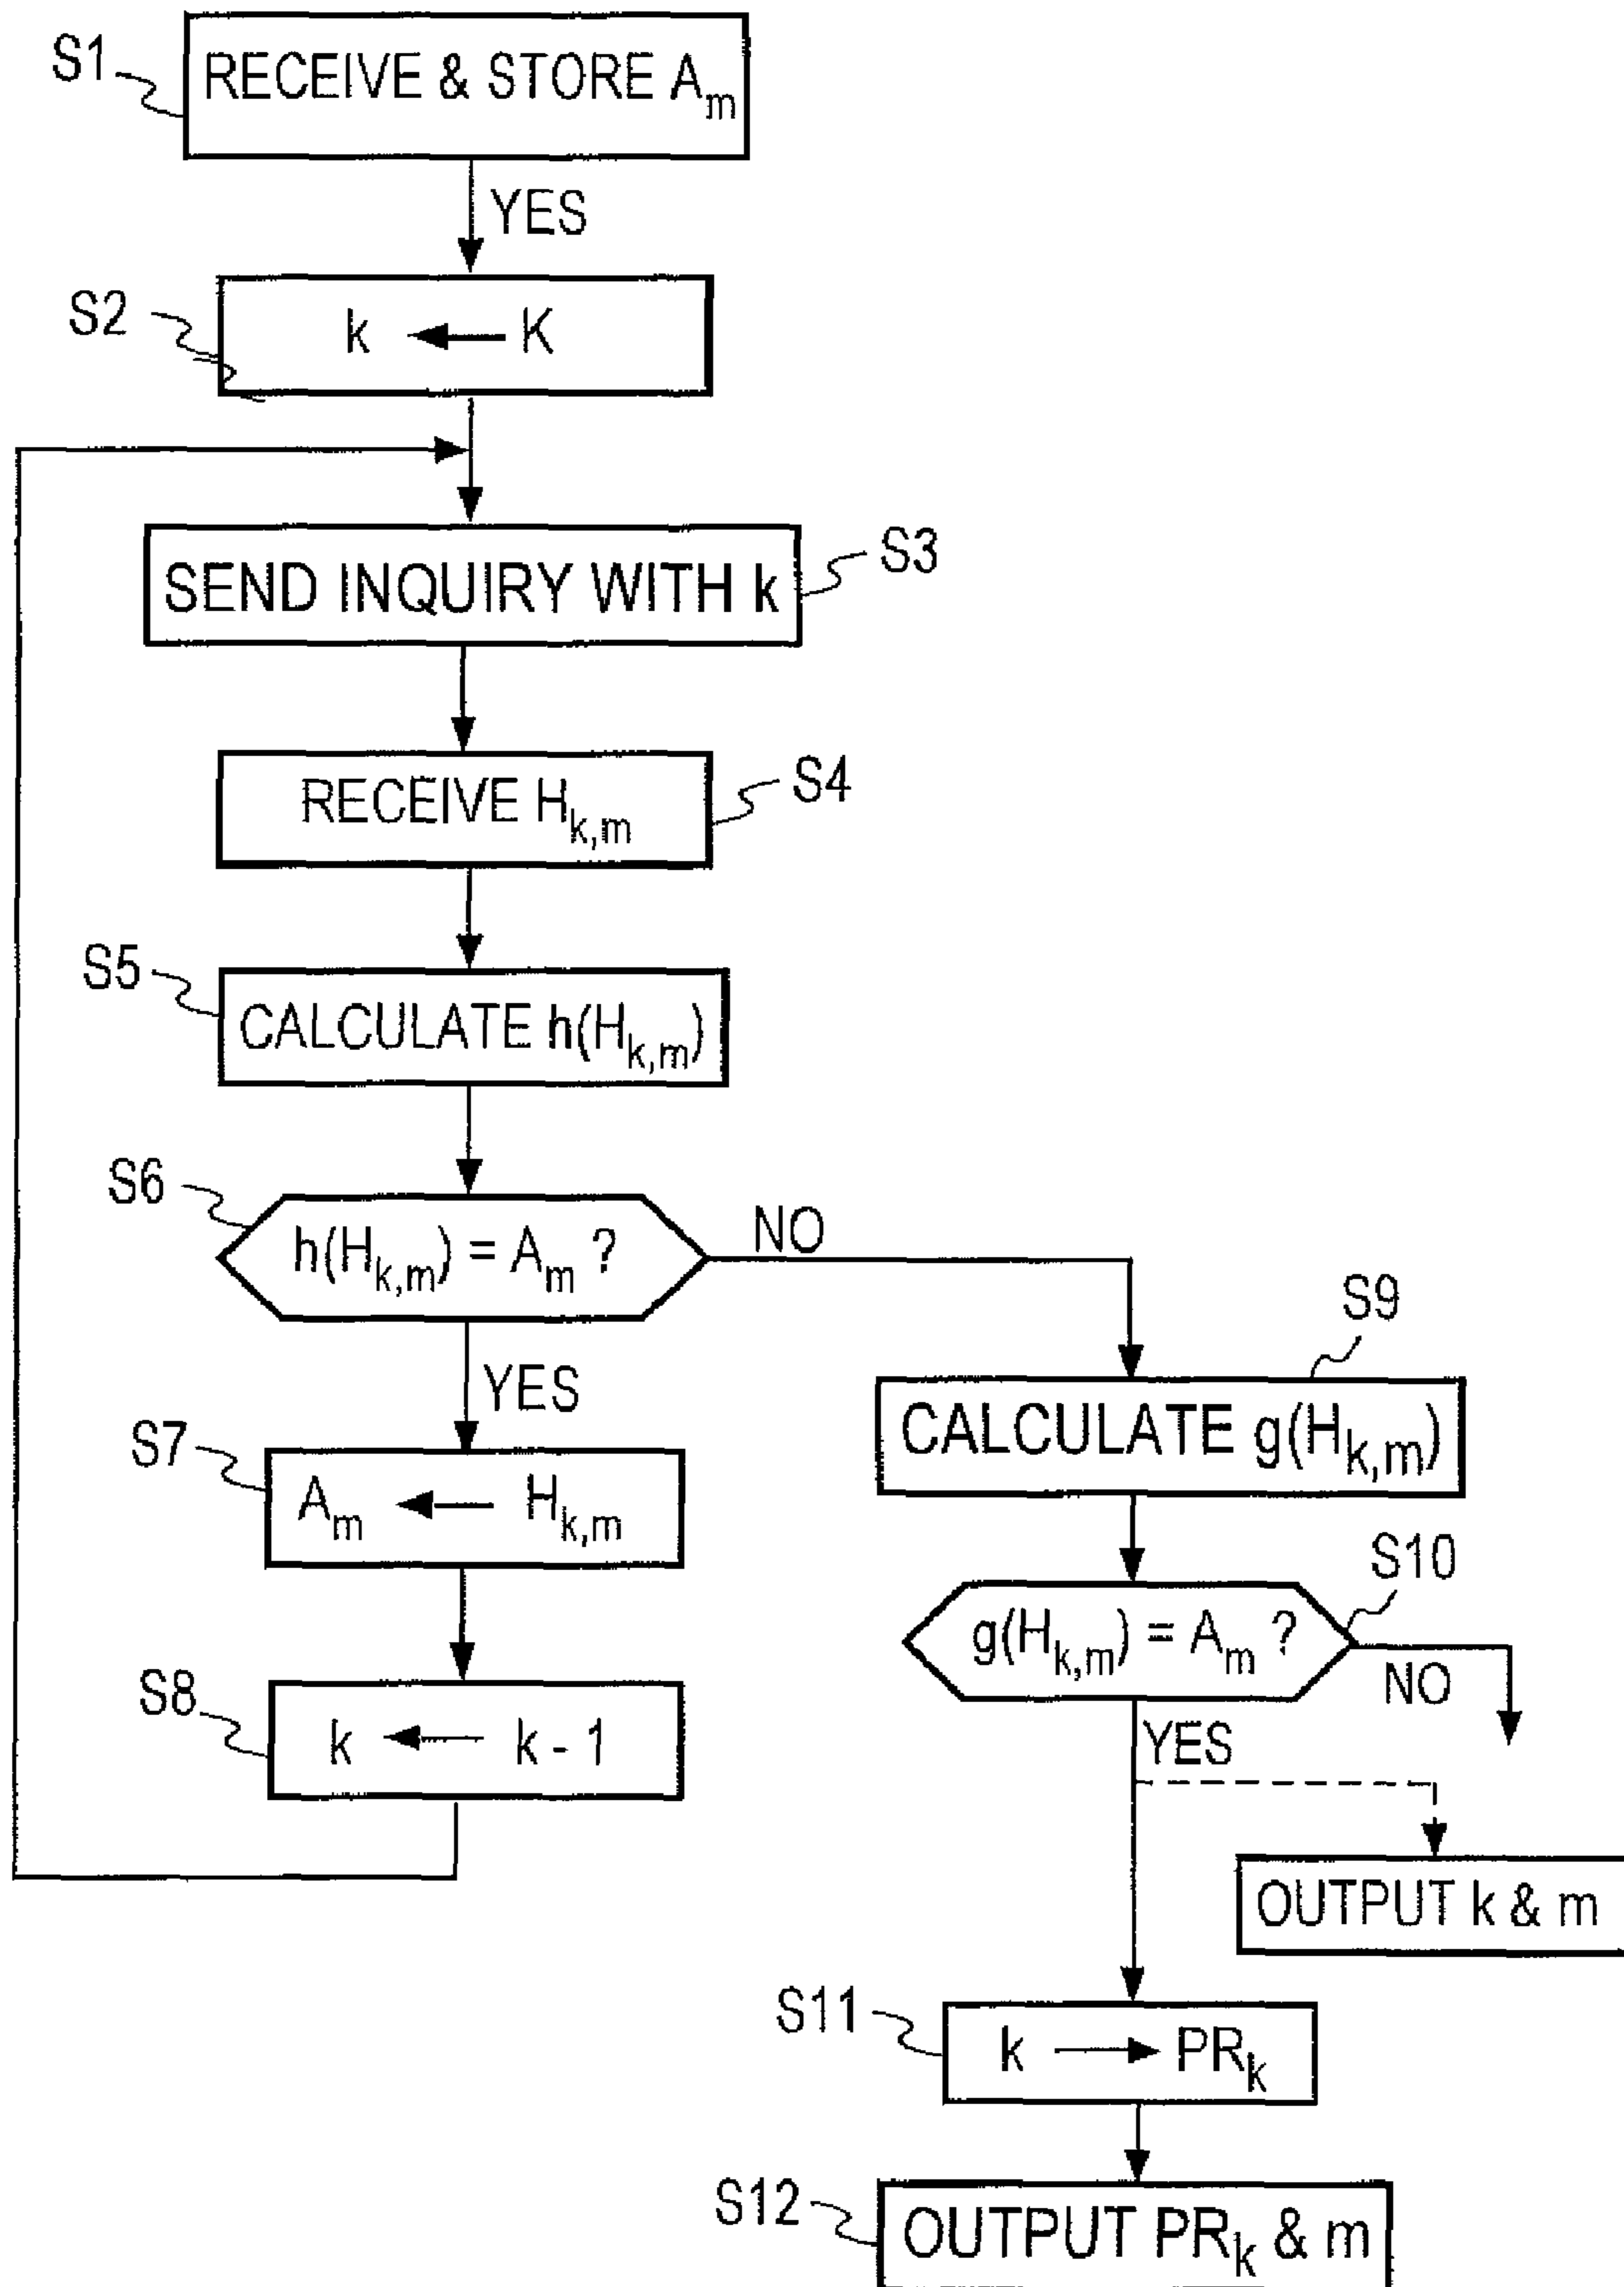 S1
RECEIVE & STORE Aₘ
YES
S2
k ← K
SEND INQUIRY WITH k
S3
RECEIVE Hₖ,ₘ
S4
S5
CALCULATE h(Hₖ,ₘ)
S6
h(Hₖ,ₘ) = Aₘ ?
NO
YES
S7
Aₘ ← Hₖ,ₘ
S8
k ← k - 1
S9
CALCULATE g(Hₖ,ₘ)
S10
g(Hₖ,ₘ) = Aₘ ?
NO
YES
OUTPUT k & m
S11
k → PRₖ
S12
OUTPUT PRₖ & m